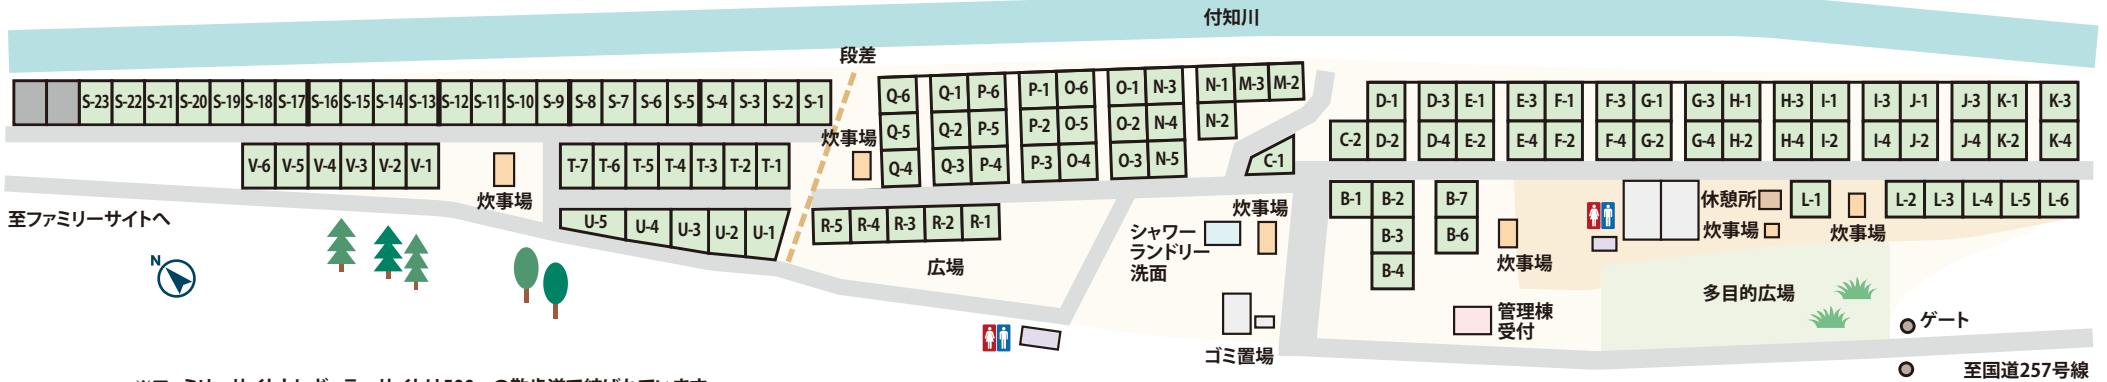 付知川
段差
S-23 S-22 S-21 S-20 S-19 S-18 S-17 S-16 S-15 S-14 S-13 S-12 S-11 S-10 S-9 S-8 S-7 S-6 S-5 S-4 S-3 S-2 S-1
V-6 V-5 V-4 V-3 V-2 V-1
炊事場
T-7 T-6 T-5 T-4 T-3 T-2 T-1
U-5 U-4 U-3 U-2 U-1
至ファミリーサイトへ
N
炊事場
Q-6 Q-1 P-6 P-1 O-6 O-1 N-3 N-1 M-3 M-2
Q-5 Q-2 P-5 P-2 O-5 O-2 N-4 N-2
Q-4 Q-3 P-4 P-3 O-4 O-3 N-5
C-1
R-5 R-4 R-3 R-2 R-1
広場
炊事場
シャワー
ランドリー
洗面
ゴミ置場
D-1 D-3 E-1 E-3 F-1 F-3 G-1 G-3 H-1 H-3 I-1 I-3 J-1 J-3 K-1 K-3
C-2 D-2 D-4 E-2 E-4 F-2 F-4 G-2 G-4 H-2 H-4 I-2 I-4 J-2 J-4 K-2 K-4
B-1 B-2 B-7
B-3 B-6
B-4
炊事場
管理棟
受付
休憩所
炊事場
L-1
炊事場
L-2 L-3 L-4 L-5 L-6
多目的広場
ゲート
至国道257号線